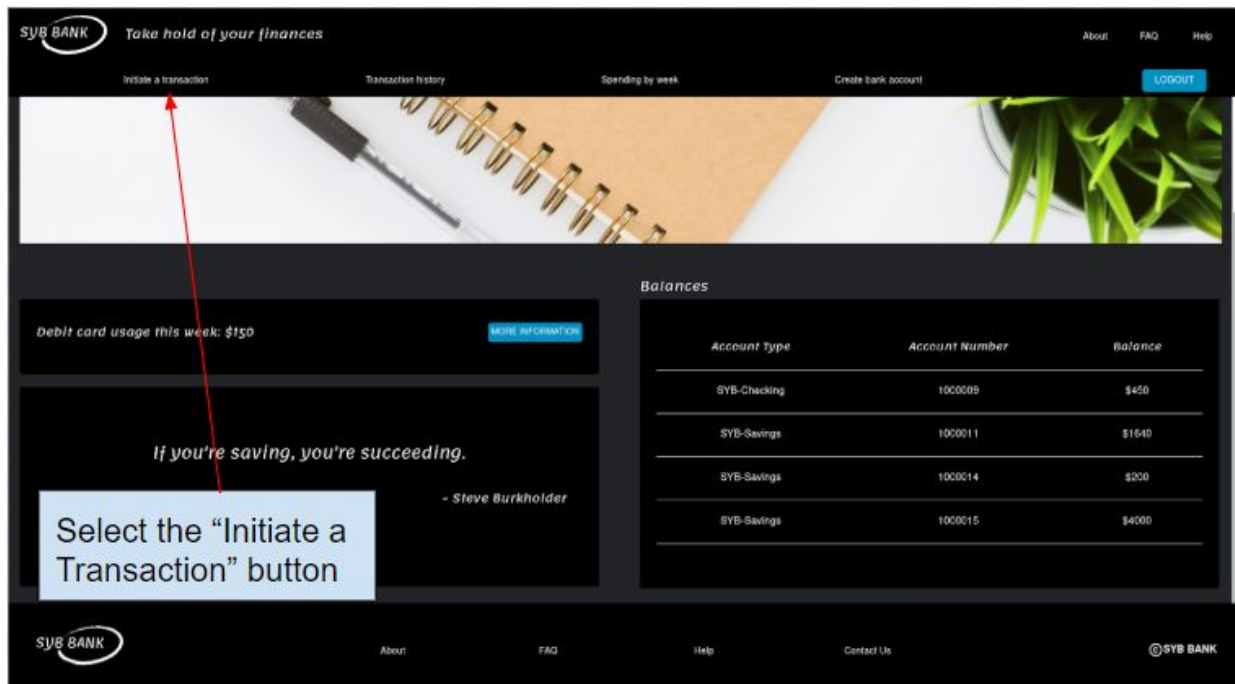 SYB BANK Take hold of your finances
About FAQ Help
Initiate a transaction Transaction history Spending by week Create bank account LOGOUT
Balances
Debit card usage this week: $150 MORE INFORMATION
Account Type Account Number Balance
SYB-Checking 1000009 $450
SYB-Savings 1000011 $1640
SYB-Savings 1000014 $200
SYB-Savings 1000015 $4000
If you're saving, you're succeeding.
- Steve Burkholder
Select the “Initiate a
Transaction” button
SYB BANK About FAQ Help Contact Us ©SYB BANK